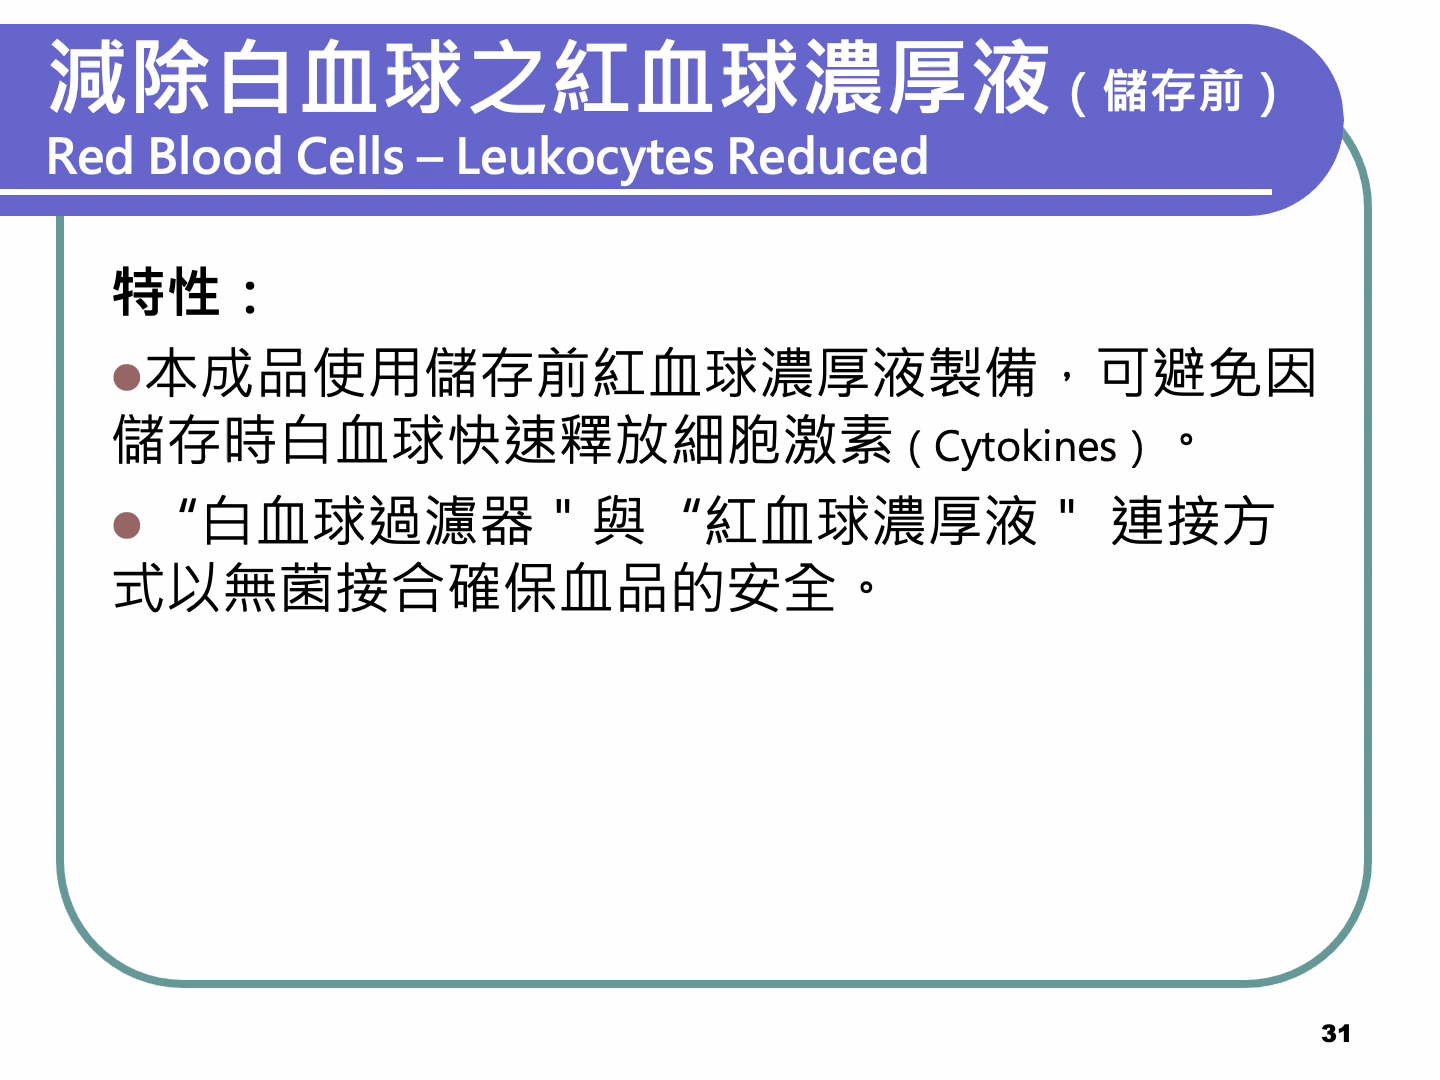 減除白血球之紅血球濃厚液（儲存前）
Red Blood Cells – Leukocytes Reduced
特性：
●本成品使用儲存前紅血球濃厚液製備，可避免因
儲存時白血球快速釋放細胞激素（Cytokines）。
●“白血球過濾器＂與“紅血球濃厚液＂ 連接方
式以無菌接合確保血品的安全。
31